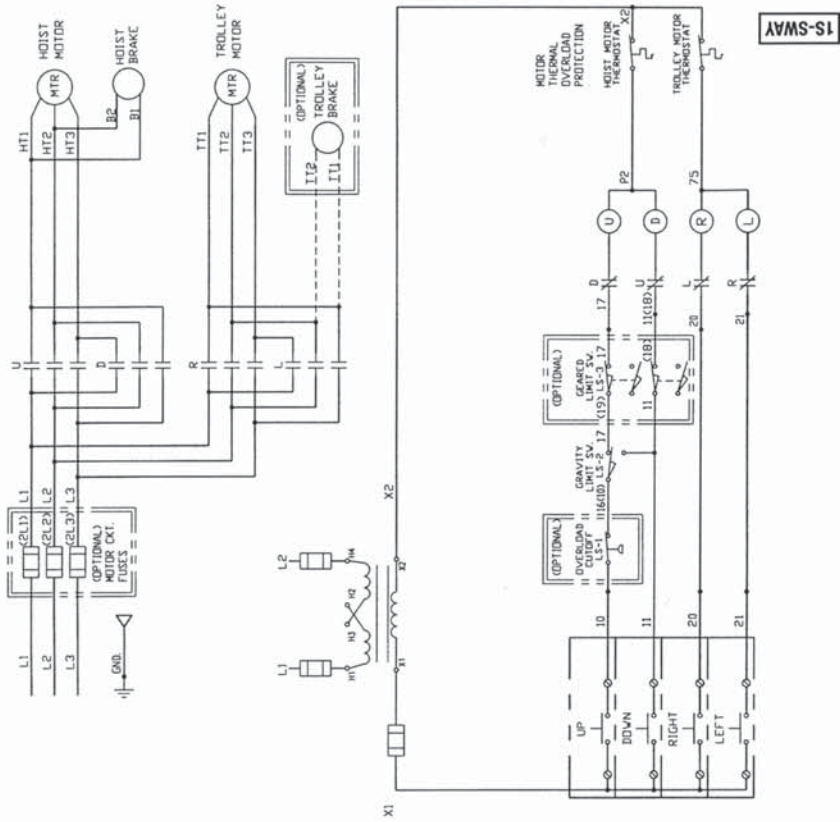 HOIST
MOTOR
MTR
HT1
HT2
HT3
HOIST
BRAKE
B2
B1
TROLLEY
MOTOR
MTR
TT1
TT2
TT3
(OPTIONAL)
TROLLEY
BRAKE
TT2
TT1
U
D
R
L
(2L1) L1
(2L2) L2
(2L3) L3
(OPTIONAL)
MOTOR CKT.
FUSES
L1
L2
L3
GND.
L1
L2
H1
H3
H2
H4
X1
X2
X1
X2
X2
MOTOR
THERMAL
OVERLOAD
PROTECTION
HOIST MOTOR
THERMOSTAT
TROLLEY MOTOR
THERMOSTAT
P2
75
U
D
R
L
D
U
L
R
17
11(18)
20
21
(OPTIONAL)
GEARED
LIMIT SW.
(19) LS-3 17
11
(18)
GRAVITY
LIMIT SW.
16(10) LS-2 17
(OPTIONAL)
OVERLOAD
CUTOFF
LS-1
10
11
20
21
UP
DOWN
RIGHT
LEFT
1S-SWAY